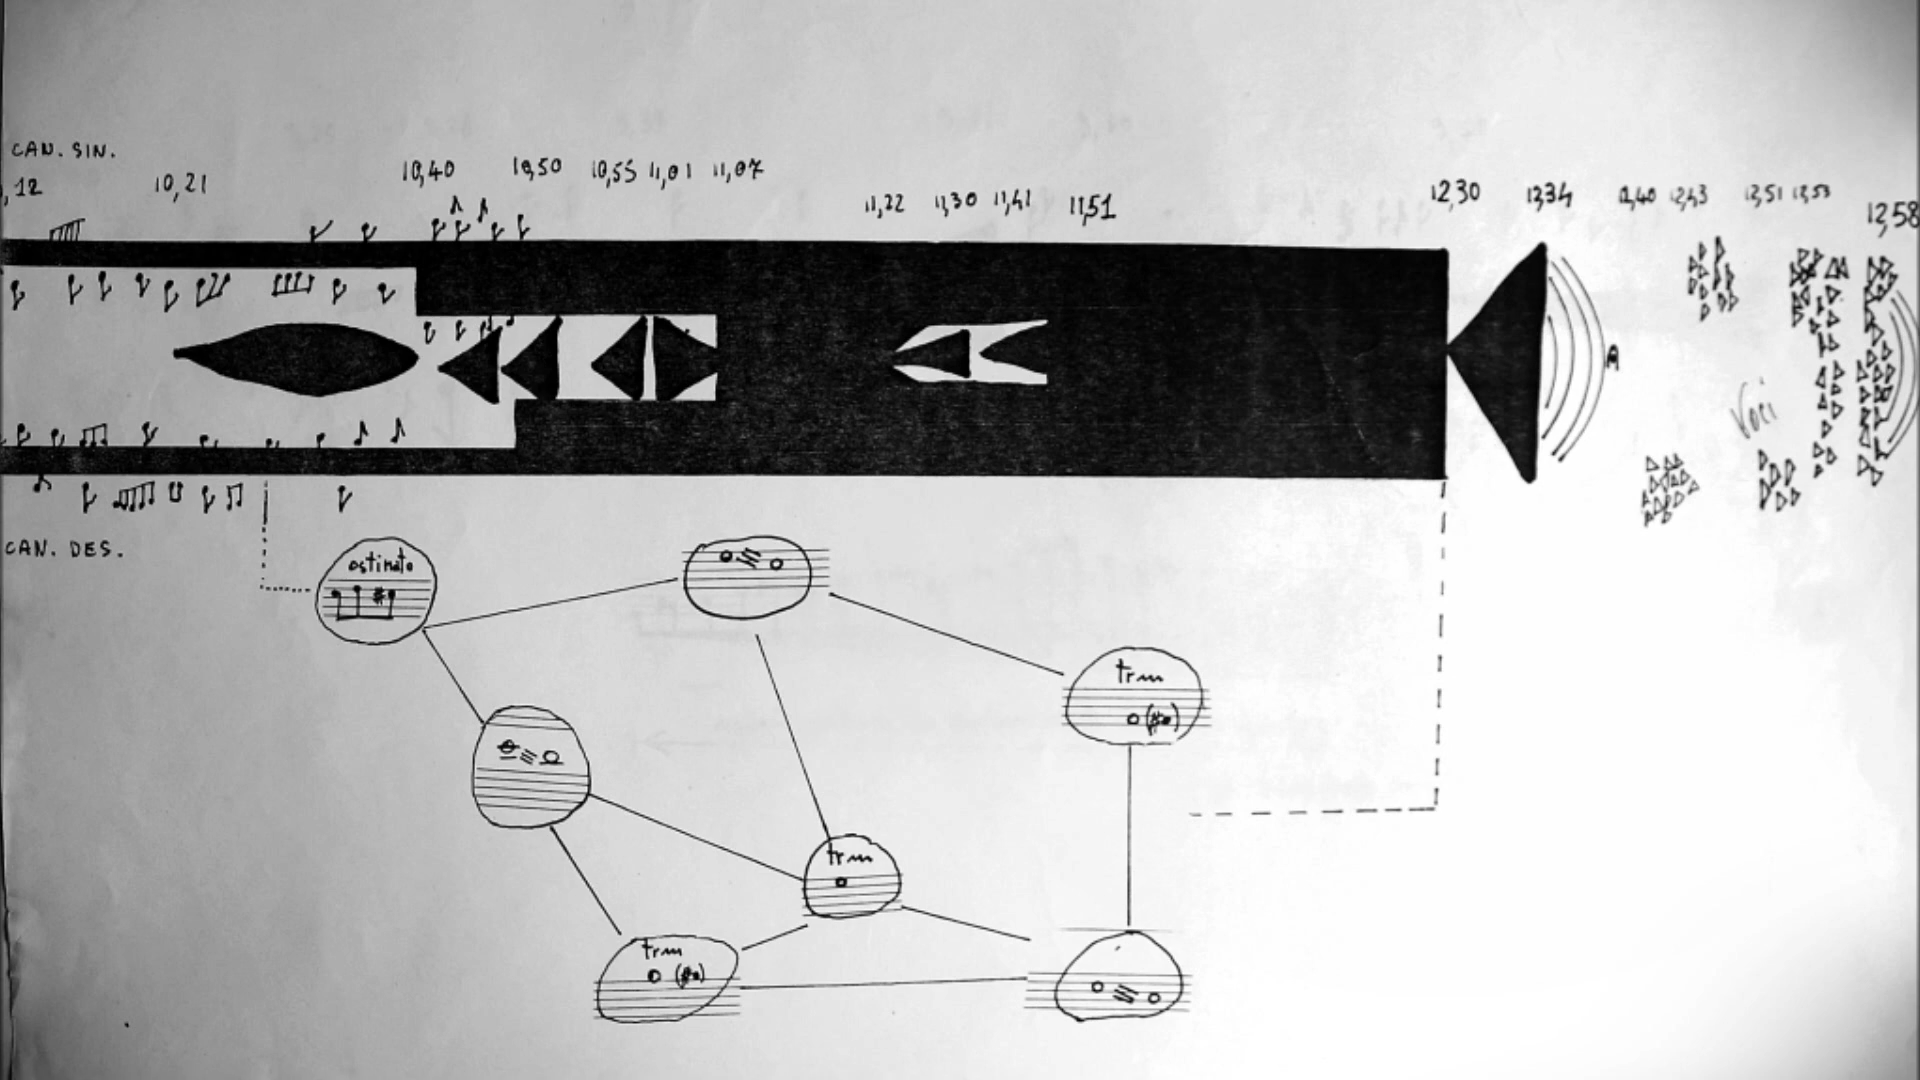 CAN. SIN.
,12 10,21 10,40 10,50 10,55 11,01 11,07 11,22 11,30 11,41 11,51 12,30 12,34 12,40 12,43 12,51 12,53 12,58
A
Voci
CAN. DES.
ostinato
trm
trm
trm